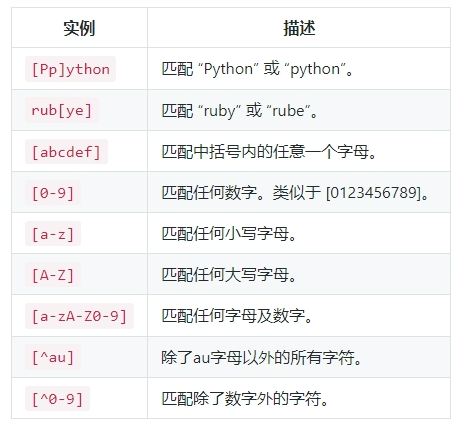 实例 描述
[Pp]ython 匹配 “Python” 或 “python”。
rub[ye] 匹配 “ruby” 或 “rube”。
[abcdef] 匹配中括号内的任意一个字母。
[0-9] 匹配任何数字。类似于 [0123456789]。
[a-z] 匹配任何小写字母。
[A-Z] 匹配任何大写字母。
[a-zA-Z0-9] 匹配任何字母及数字。
[^au] 除了au字母以外的所有字符。
[^0-9] 匹配除了数字外的字符。